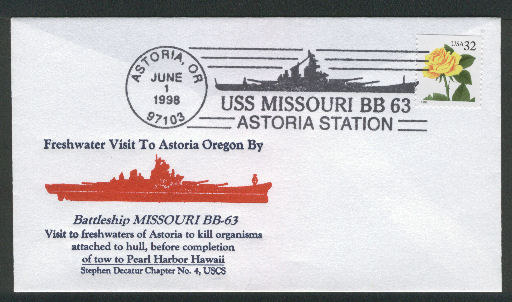 ASTORIA, OR
JUNE
1
1998
97103
USS MISSOURI BB 63
ASTORIA STATION
USA 32
Freshwater Visit To Astoria Oregon By
Battleship MISSOURI BB-63
Visit to freshwaters of Astoria to kill organisms
attached to hull, before completion
of tow to Pearl Harbor Hawaii
Stephen Decatur Chapter No. 4, USCS